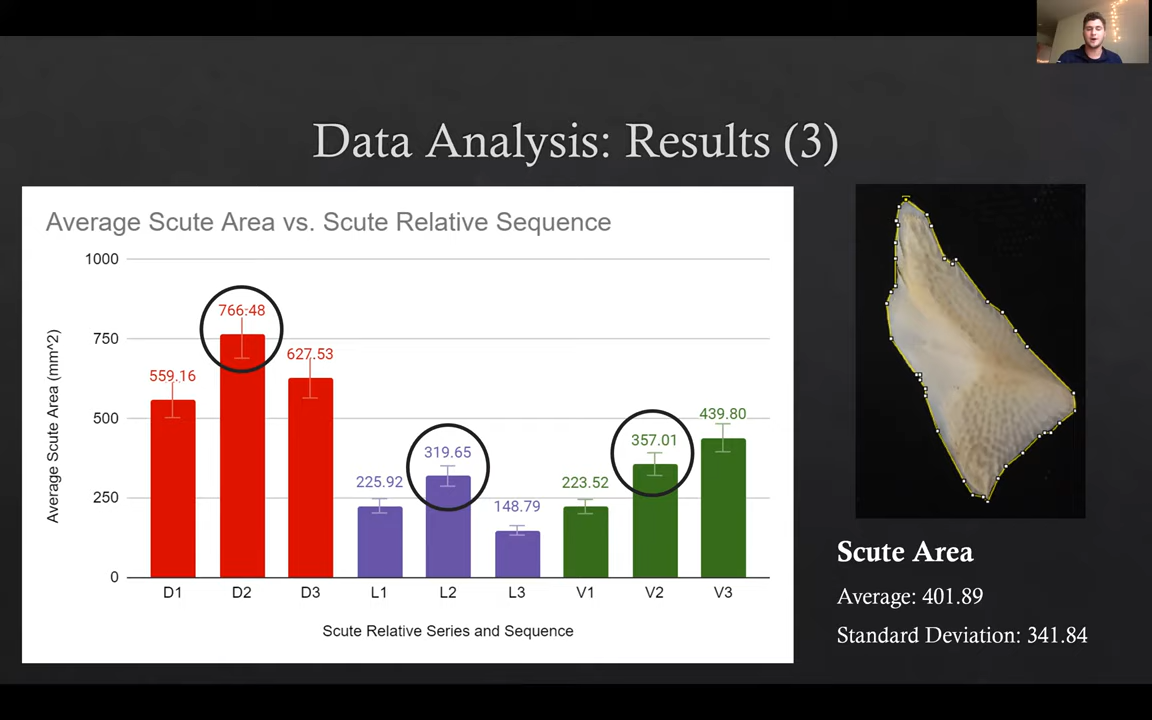 Data Analysis: Results (3)
Average Scute Area vs. Scute Relative Sequence
Average Scute Area (mm^2)
1000
750
500
250
0
559.16
766.48
627.53
225.92
319.65
148.79
223.52
357.01
439.80
D1 D2 D3 L1 L2 L3 V1 V2 V3
Scute Relative Series and Sequence
Scute Area
Average: 401.89
Standard Deviation: 341.84